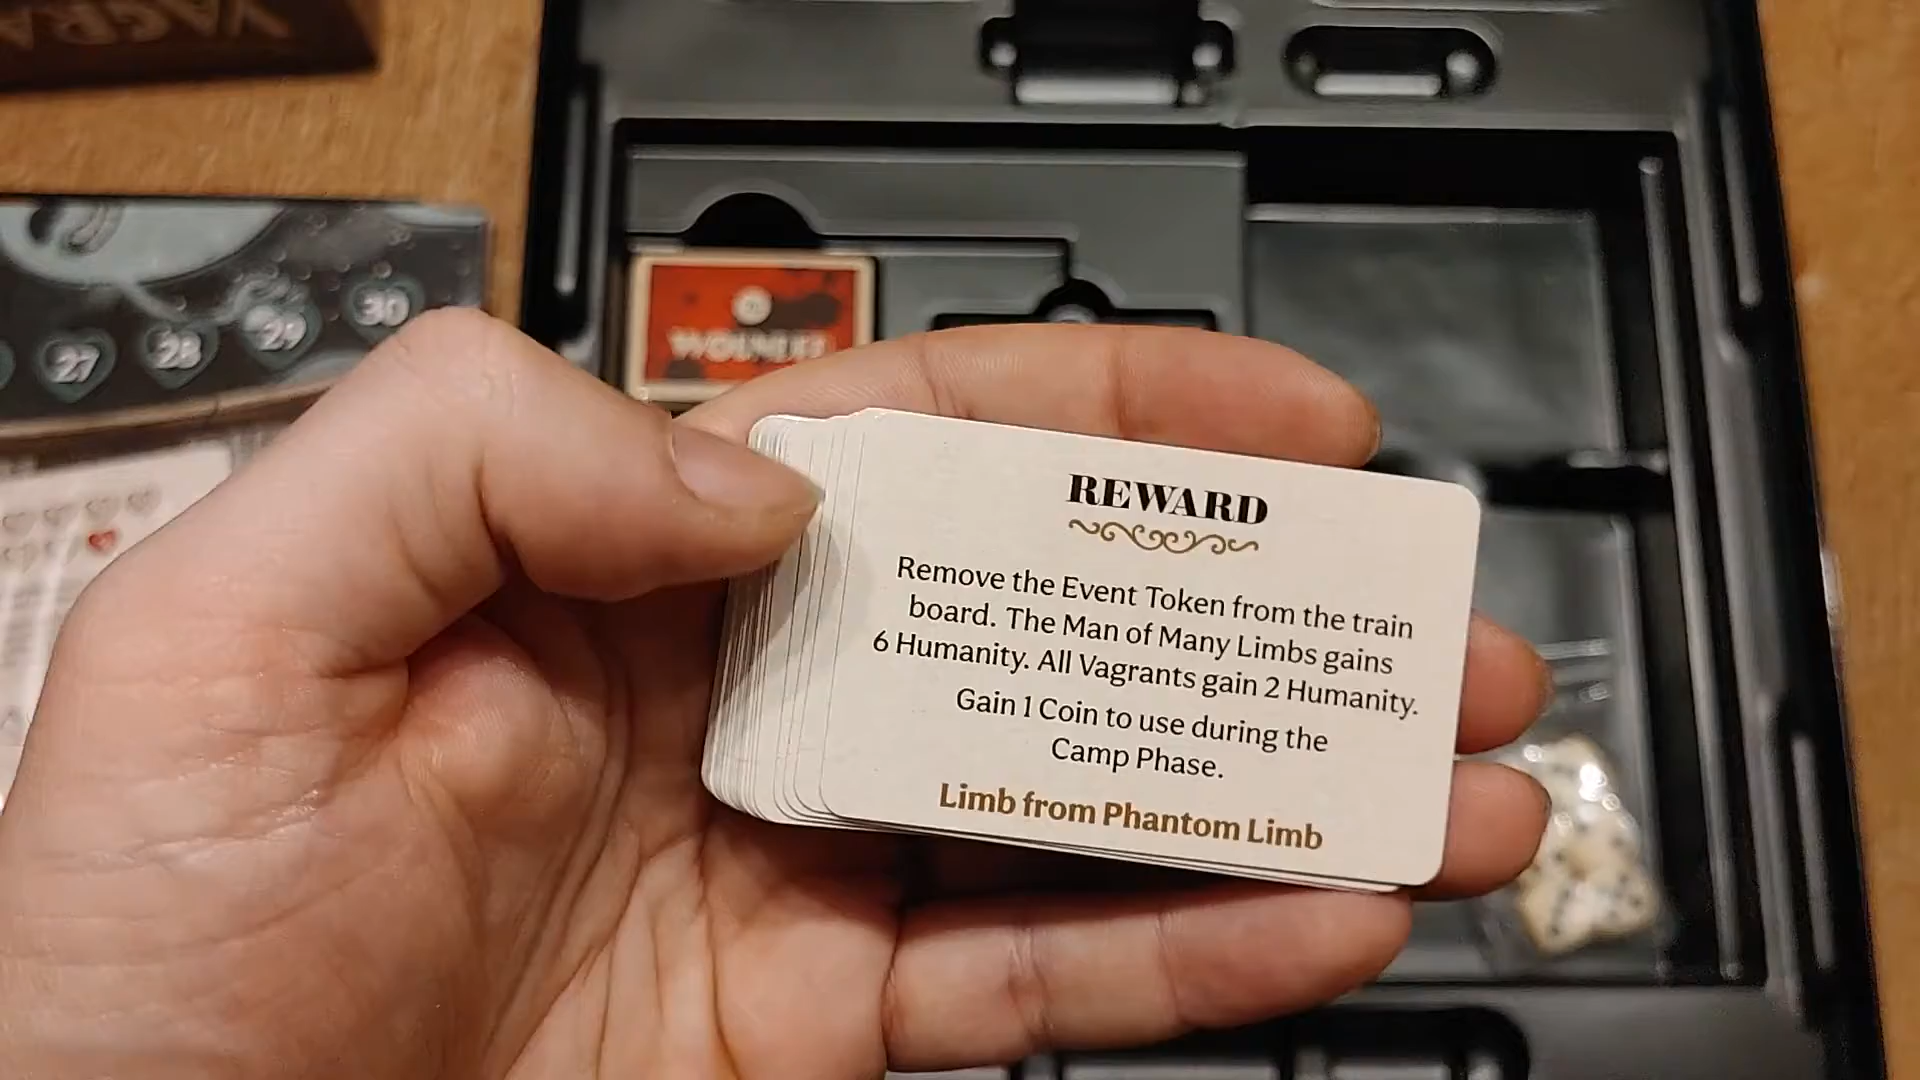 VAGRA
27 28 29 30
REWARD
Remove the Event Token from the train
board. The Man of Many Limbs gains
6 Humanity. All Vagrants gain 2 Humanity.
Gain 1 Coin to use during the
Camp Phase.
Limb from Phantom Limb